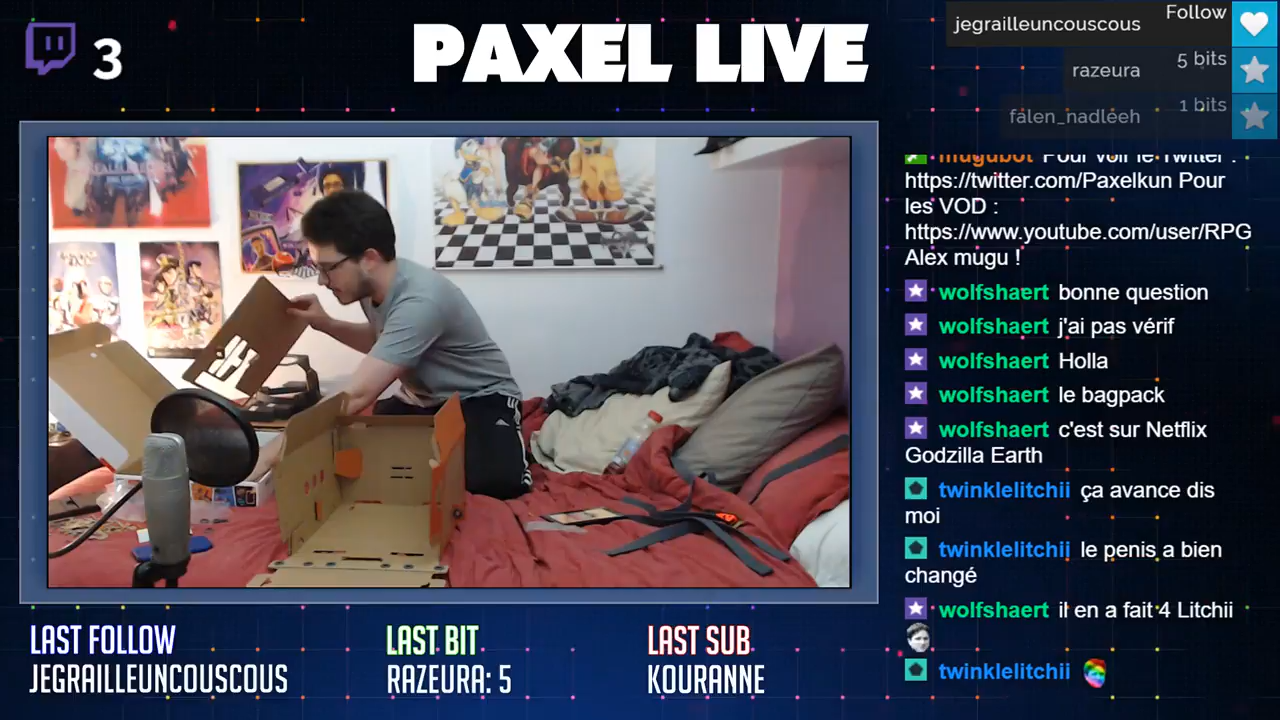 3
PAXEL LIVE
jegrailleuncouscous Follow
razeura 5 bits
fálen_nadléeh 1 bits
mugubot Pour voir le Twitter :
https://twitter.com/Paxelkun Pour
les VOD :
https://www.youtube.com/user/RPG
Alex mugu !
wolfshaert bonne question
wolfshaert j'ai pas vérif
wolfshaert Holla
wolfshaert le bagpack
wolfshaert c'est sur Netflix
Godzilla Earth
twinklelitchii ça avance dis
moi
twinklelitchii le penis a bien
changé
wolfshaert il en a fait 4 Litchii
twinklelitchii
LAST FOLLOW
JEGRAILLEUNCOUSCOUS
LAST BIT
RAZEURA: 5
LAST SUB
KOURANNE